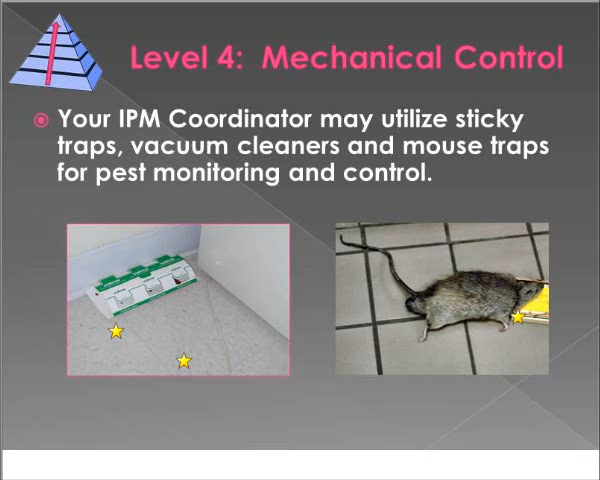 Level 4:  Mechanical Control
Your IPM Coordinator may utilize sticky
traps, vacuum cleaners and mouse traps
for pest monitoring and control.